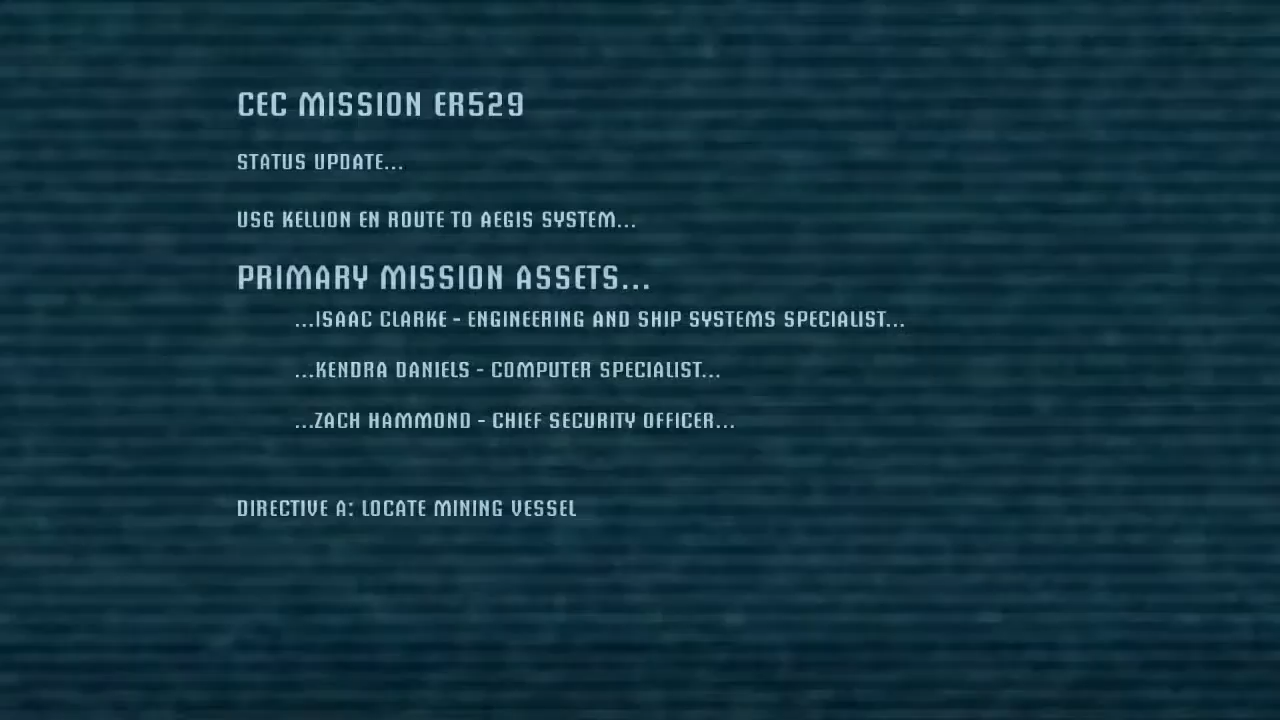 CEC MISSION ER529
STATUS UPDATE...
USG KELLION EN ROUTE TO AEGIS SYSTEM...
PRIMARY MISSION ASSETS...
...ISAAC CLARKE - ENGINEERING AND SHIP SYSTEMS SPECIALIST...
...KENDRA DANIELS - COMPUTER SPECIALIST...
...ZACH HAMMOND - CHIEF SECURITY OFFICER...
DIRECTIVE A: LOCATE MINING VESSEL